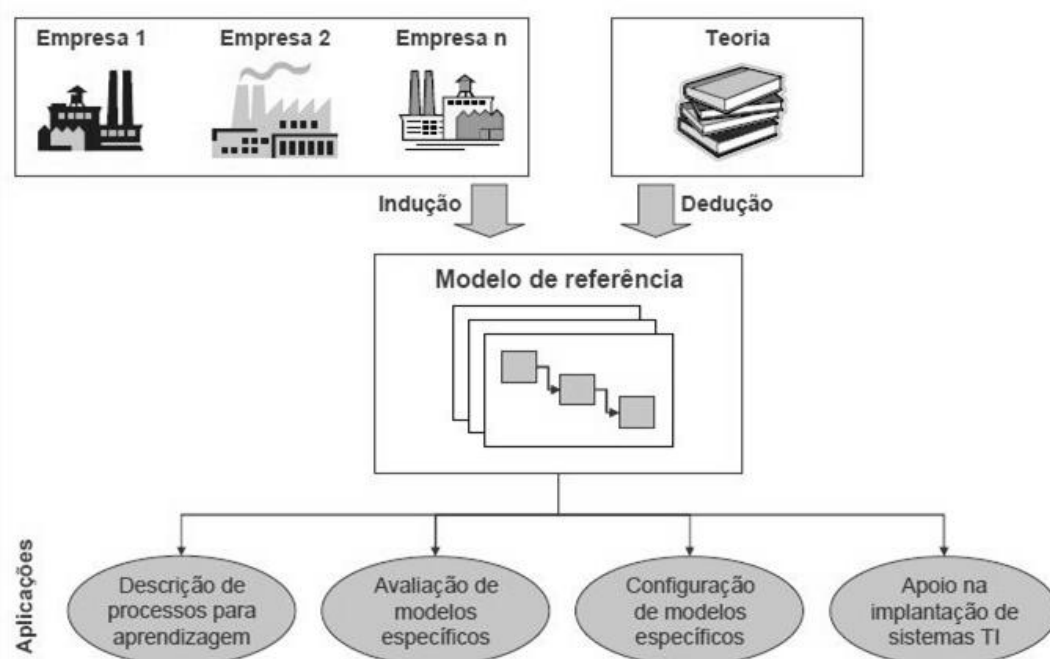 Empresa 1
Empresa 2
Empresa n
Teoria
Indução
Dedução
Modelo de referência
Aplicações
Descrição de
processos para
aprendizagem
Avaliação de
modelos
específicos
Configuração
de modelos
específicos
Apoio na
implantação de
sistemas TI